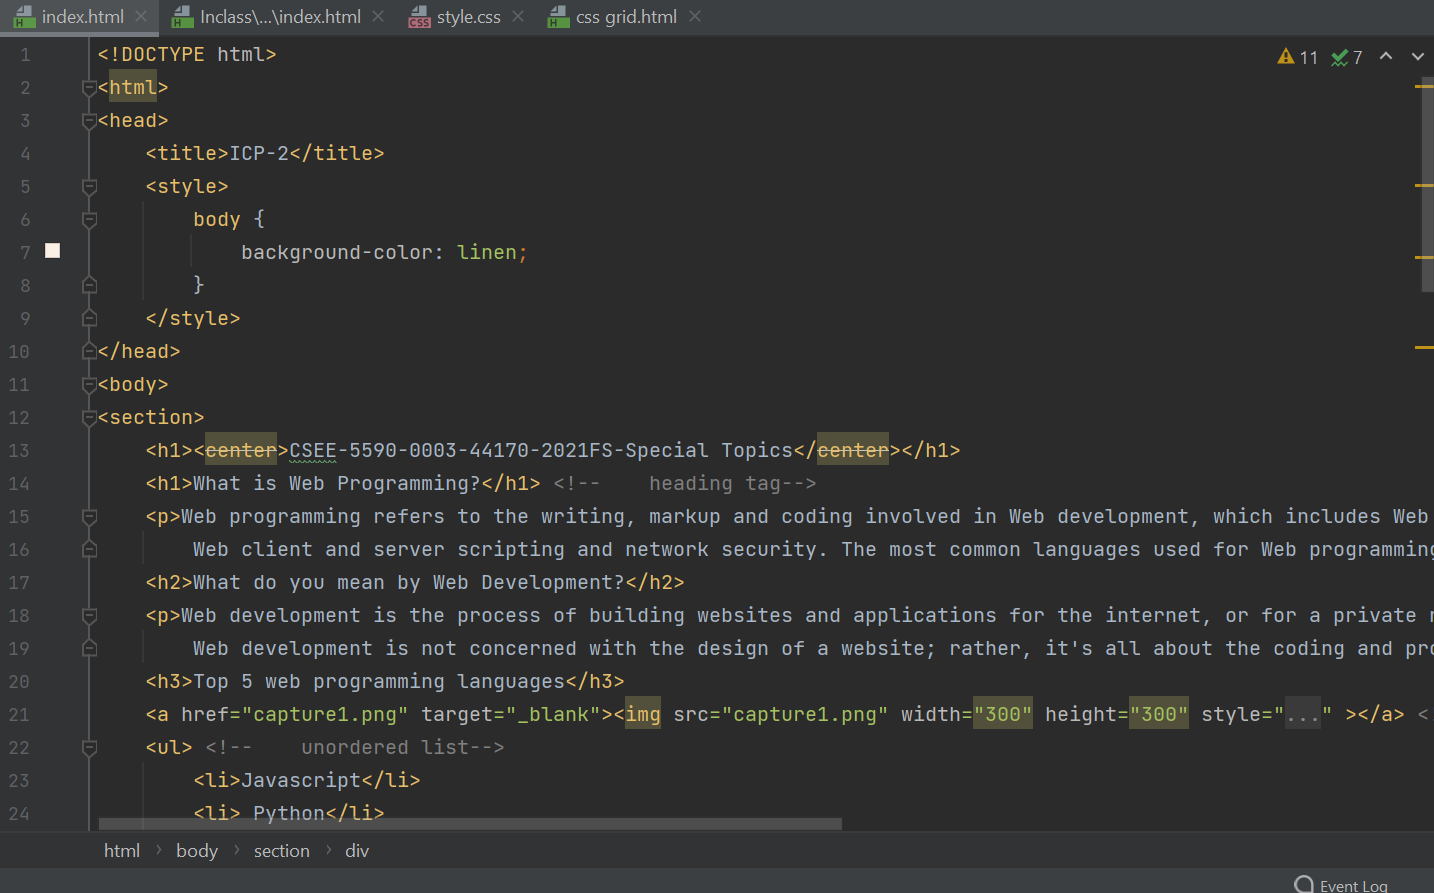 index.html Inclass\...\index.html style.css css grid.html
11 7
1 <!DOCTYPE html>
2 <html>
3 <head>
4 <title>ICP-2</title>
5 <style>
6 body {
7 background-color: linen;
8 }
9 </style>
10 </head>
11 <body>
12 <section>
13 <h1><center>CSEE-5590-0003-44170-2021FS-Special Topics</center></h1>
14 <h1>What is Web Programming?</h1> <!-- heading tag-->
15 <p>Web programming refers to the writing, markup and coding involved in Web development, which includes Web
16 Web client and server scripting and network security. The most common languages used for Web programming
17 <h2>What do you mean by Web Development?</h2>
18 <p>Web development is the process of building websites and applications for the internet, or for a private
19 Web development is not concerned with the design of a website; rather, it's all about the coding and
20 <h3>Top 5 web programming languages</h3>
21 <a href="capture1.png" target="_blank"><img src="capture1.png" width="300" height="300" style="..." ></a> <
22 <ul> <!-- unordered list-->
23 <li>Javascript</li>
24 <li> Python</li>
html › body › section › div
Event Log